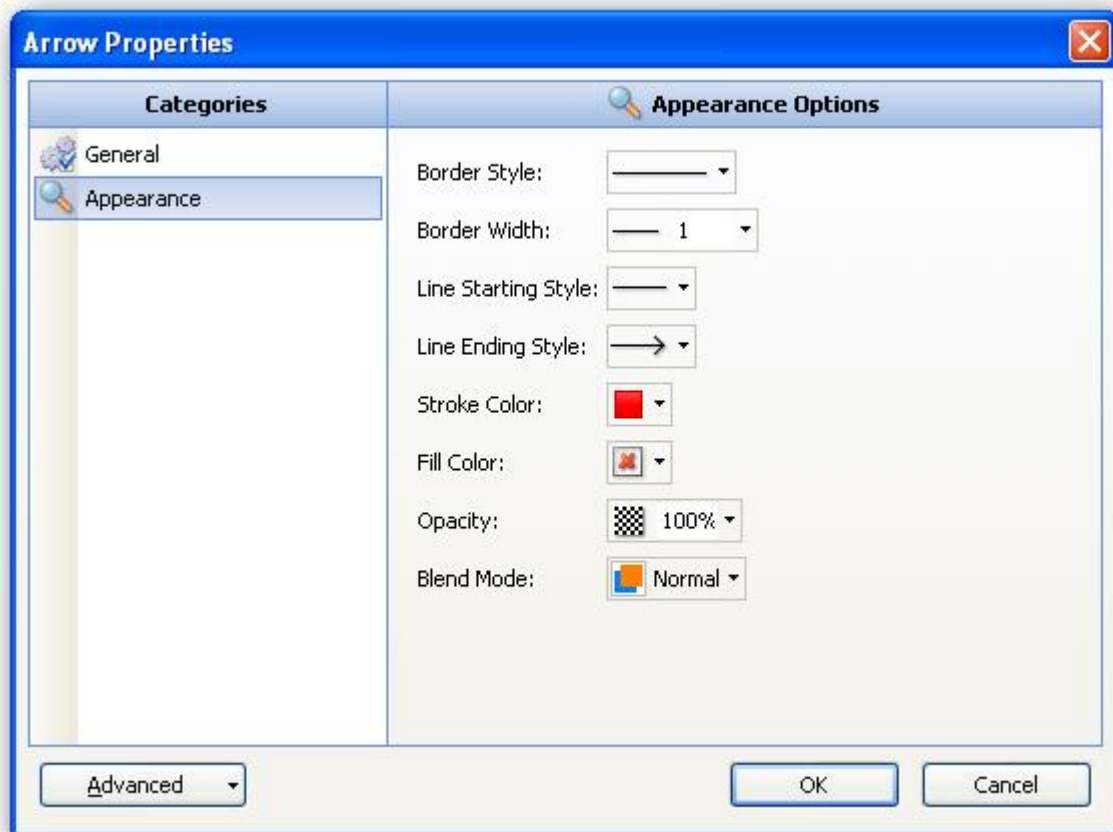 Arrow Properties
Categories
Appearance Options
General
Appearance
Border Style:
Border Width: 1
Line Starting Style:
Line Ending Style:
Stroke Color:
Fill Color:
Opacity: 100%
Blend Mode: Normal
Advanced
OK
Cancel